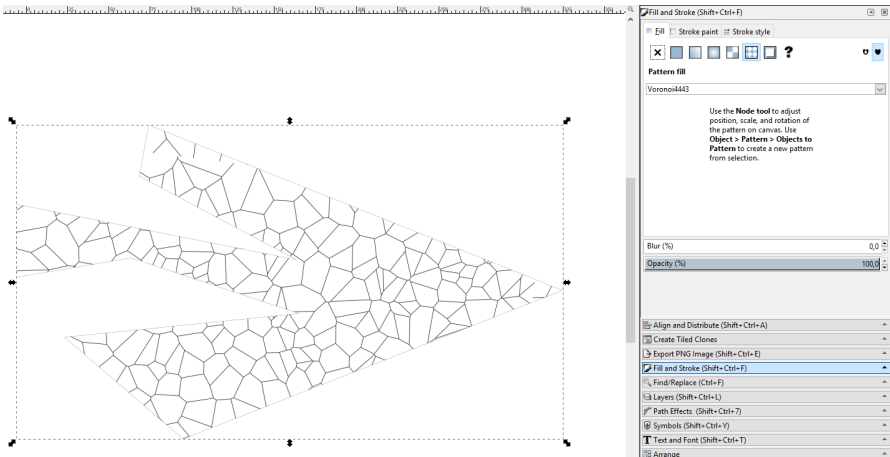 Fill and Stroke (Shift+Ctrl+F)
Fill Stroke paint Stroke style
?
Pattern fill
Voronoi4443
Use the Node tool to adjust
position, scale, and rotation of
the pattern on canvas. Use
Object > Pattern > Objects to
Pattern to create a new pattern
from selection.
Blur (%) 0,0
Opacity (%) 100,0
Align and Distribute (Shift+Ctrl+A)
Create Tiled Clones
Export PNG Image (Shift+Ctrl+E)
Fill and Stroke (Shift+Ctrl+F)
Find/Replace (Ctrl+F)
Layers (Shift+Ctrl+L)
Path Effects (Shift+Ctrl+7)
Symbols (Shift+Ctrl+Y)
Text and Font (Shift+Ctrl+T)
Arrange